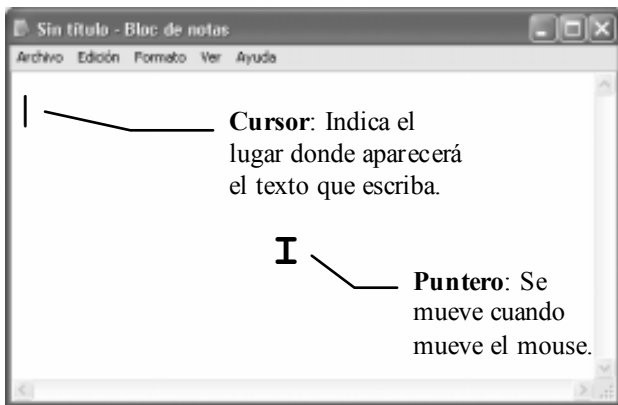 Sin título - Bloc de notas
Archivo Edición Formato Ver Ayuda
Cursor: Indica el
lugar donde aparecerá
el texto que escriba.
Puntero: Se
mueve cuando
mueve el mouse.